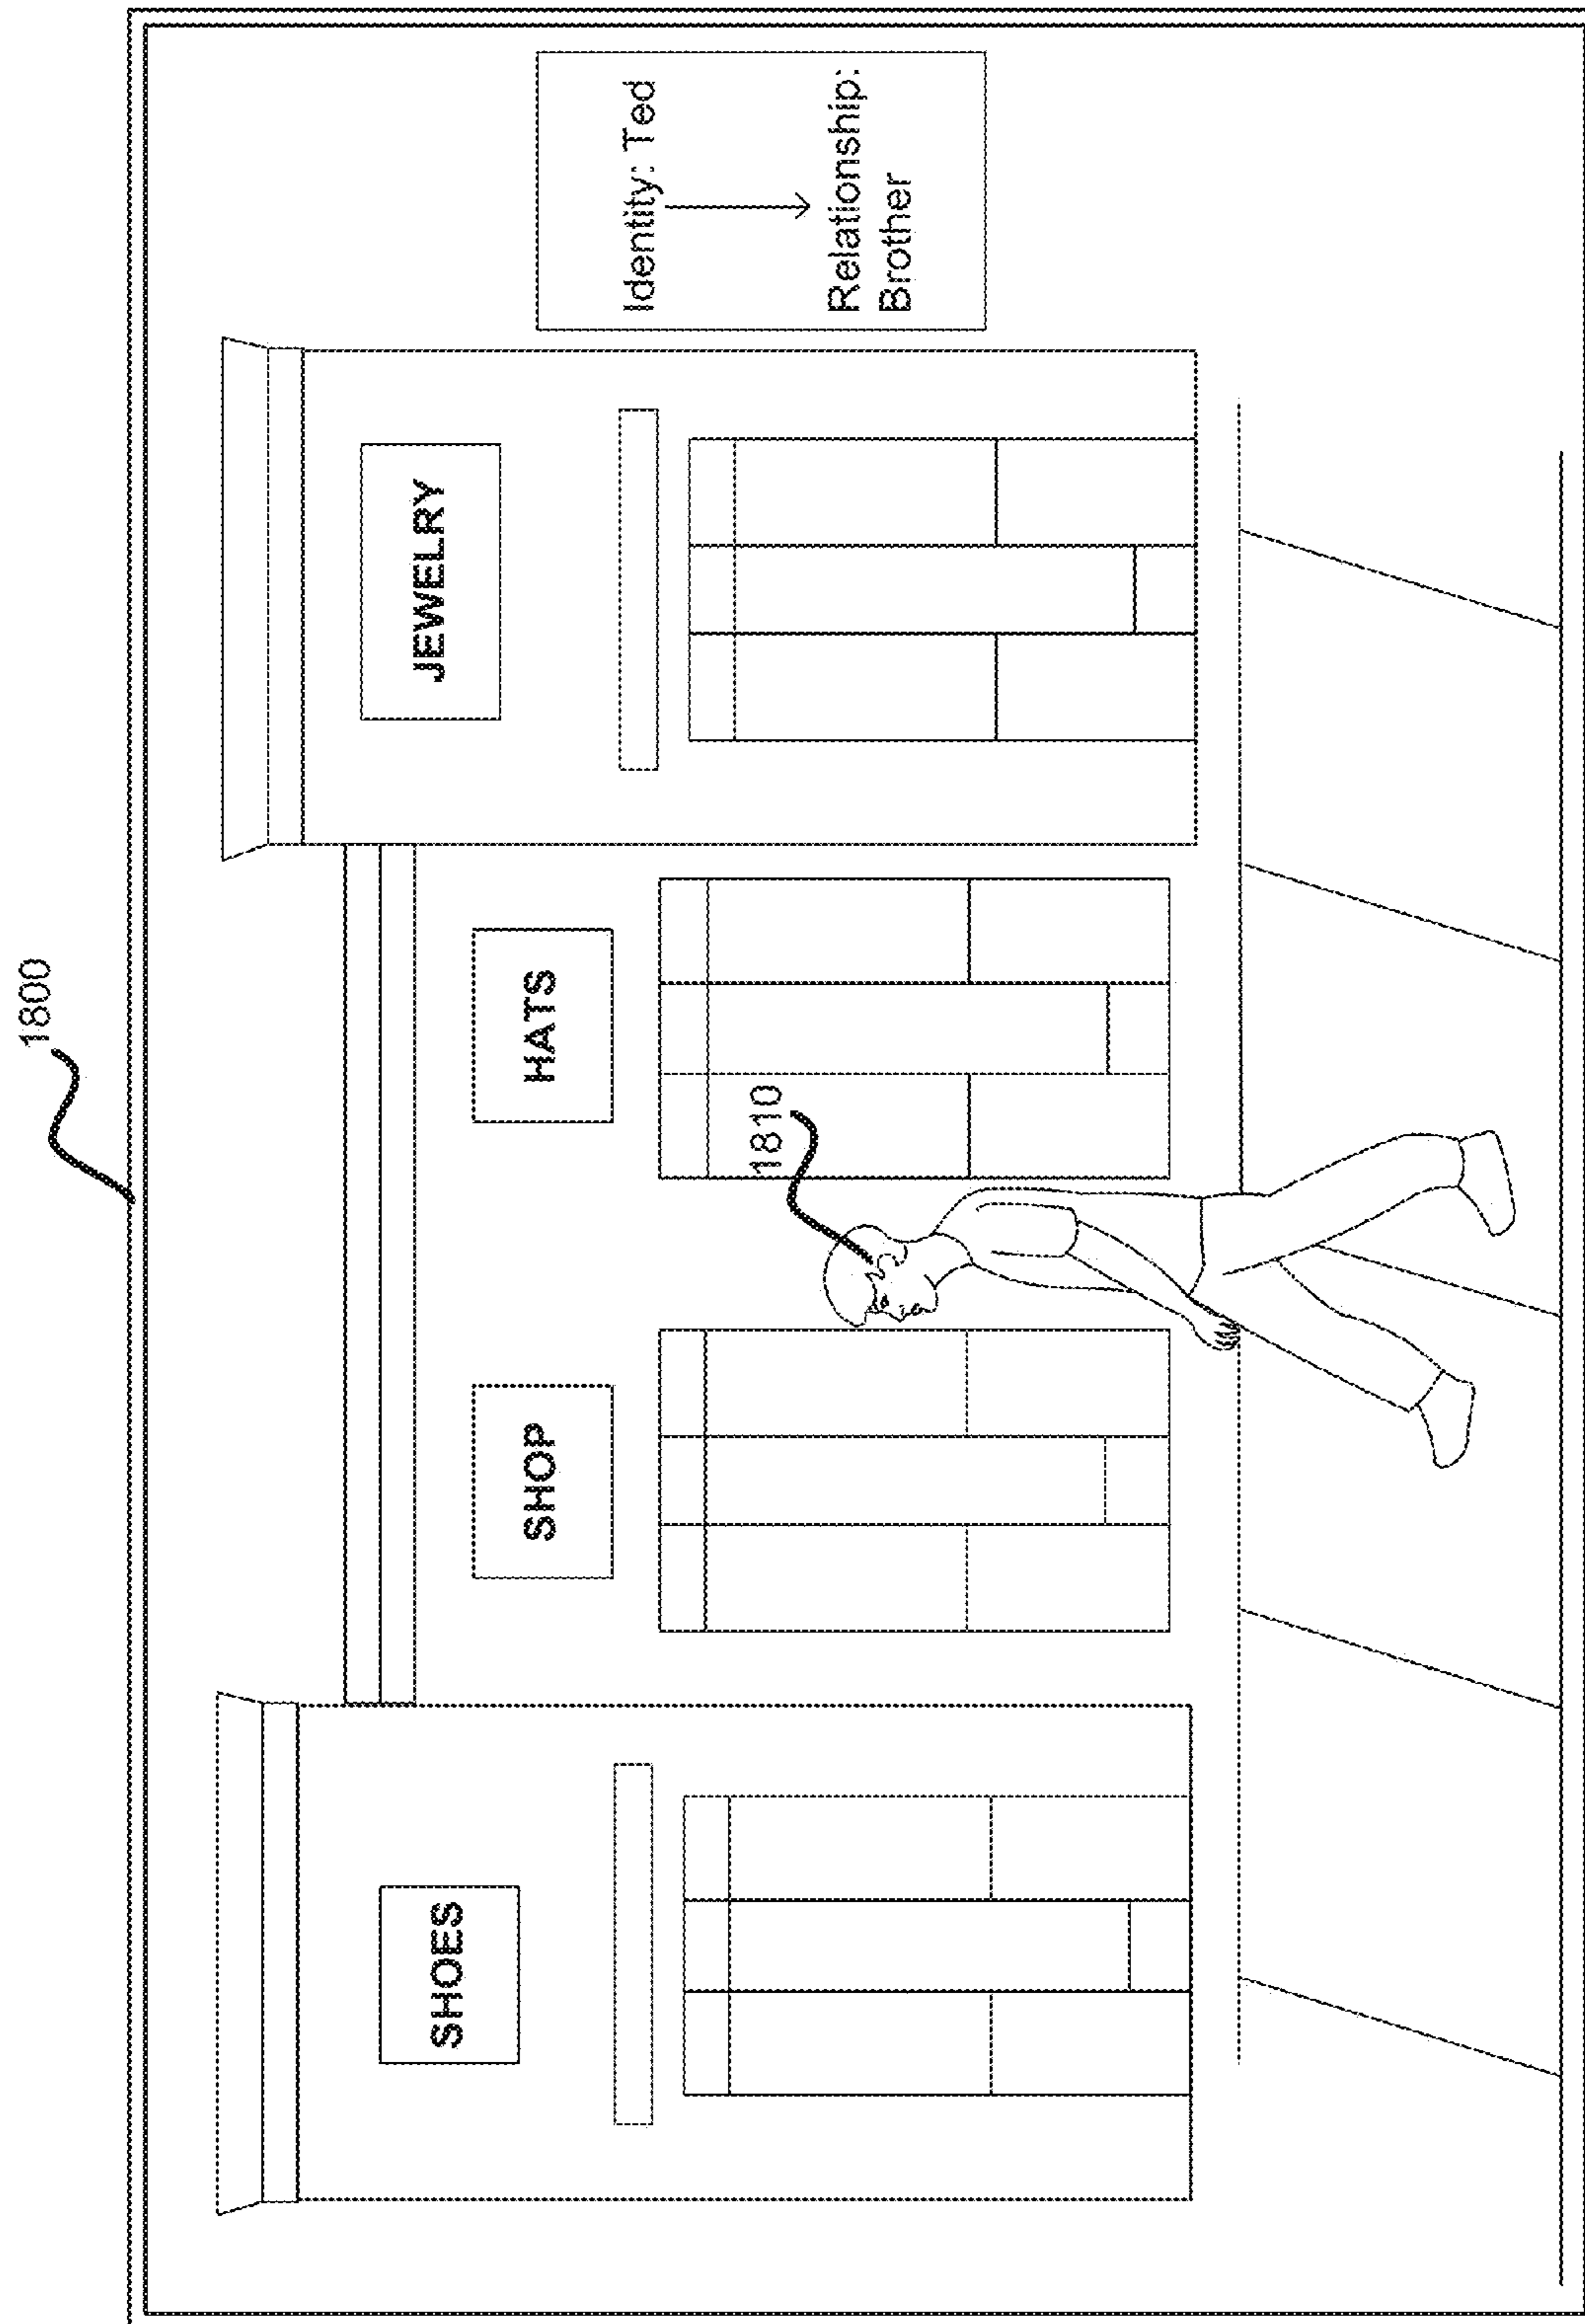 1800
SHOES
SHOP
HATS
JEWELRY
1810
Identity: Ted
Relationship:
Brother